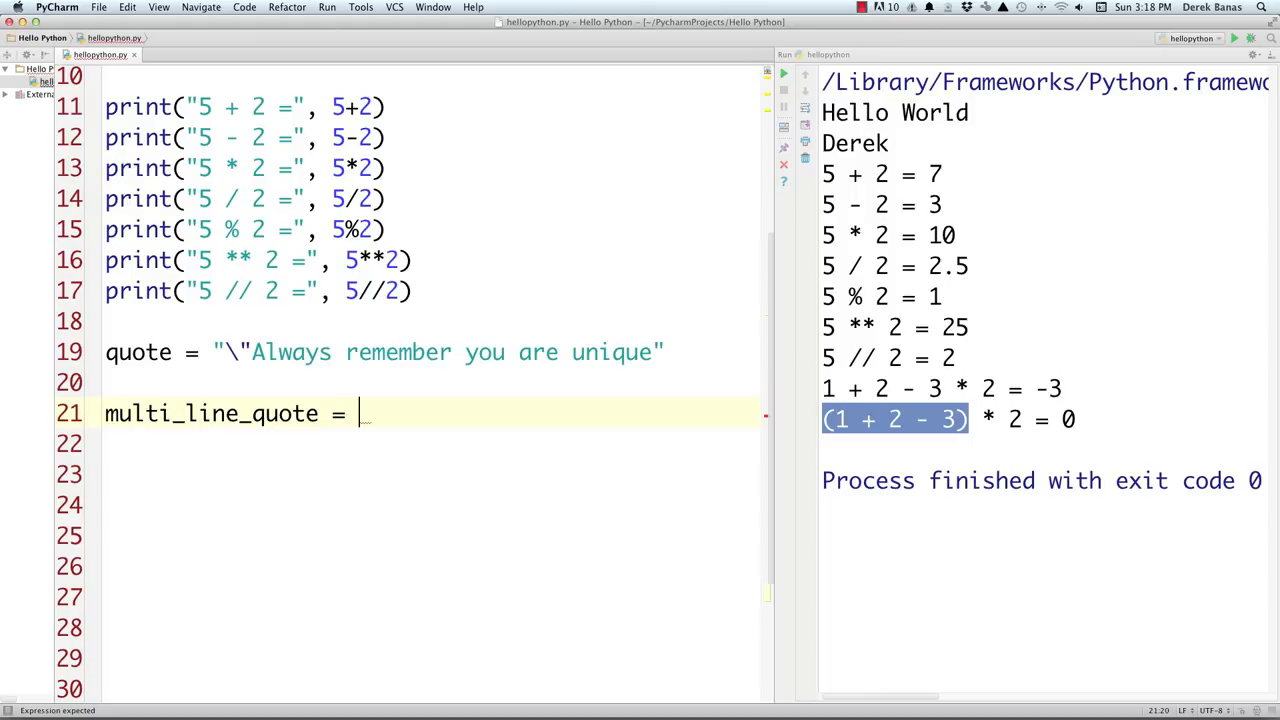 PyCharm File Edit View Navigate Code Refactor Run Tools VCS Window Help 10 Sun 3:18 PM Derek Banas
hellopython.py - Hello Python - [~/PycharmProjects/Hello Python]
Hello Python hellopython.py hellopython
hellopython.py × Run hellopython
Hello P
hell
Extern
10
11 print("5 + 2 =", 5+2)
12 print("5 - 2 =", 5-2)
13 print("5 * 2 =", 5*2)
14 print("5 / 2 =", 5/2)
15 print("5 % 2 =", 5%2)
16 print("5 ** 2 =", 5**2)
17 print("5 // 2 =", 5//2)
18
19 quote = "\"Always remember you are unique"
20
21 multi_line_quote =
22
23
24
25
26
27
28
29
30
/Library/Frameworks/Python.framewo
Hello World
Derek
5 + 2 = 7
5 - 2 = 3
5 * 2 = 10
5 / 2 = 2.5
5 % 2 = 1
5 ** 2 = 25
5 // 2 = 2
1 + 2 - 3 * 2 = -3
(1 + 2 - 3) * 2 = 0
Process finished with exit code 0
Expression expected 21:20 LF UTF-8